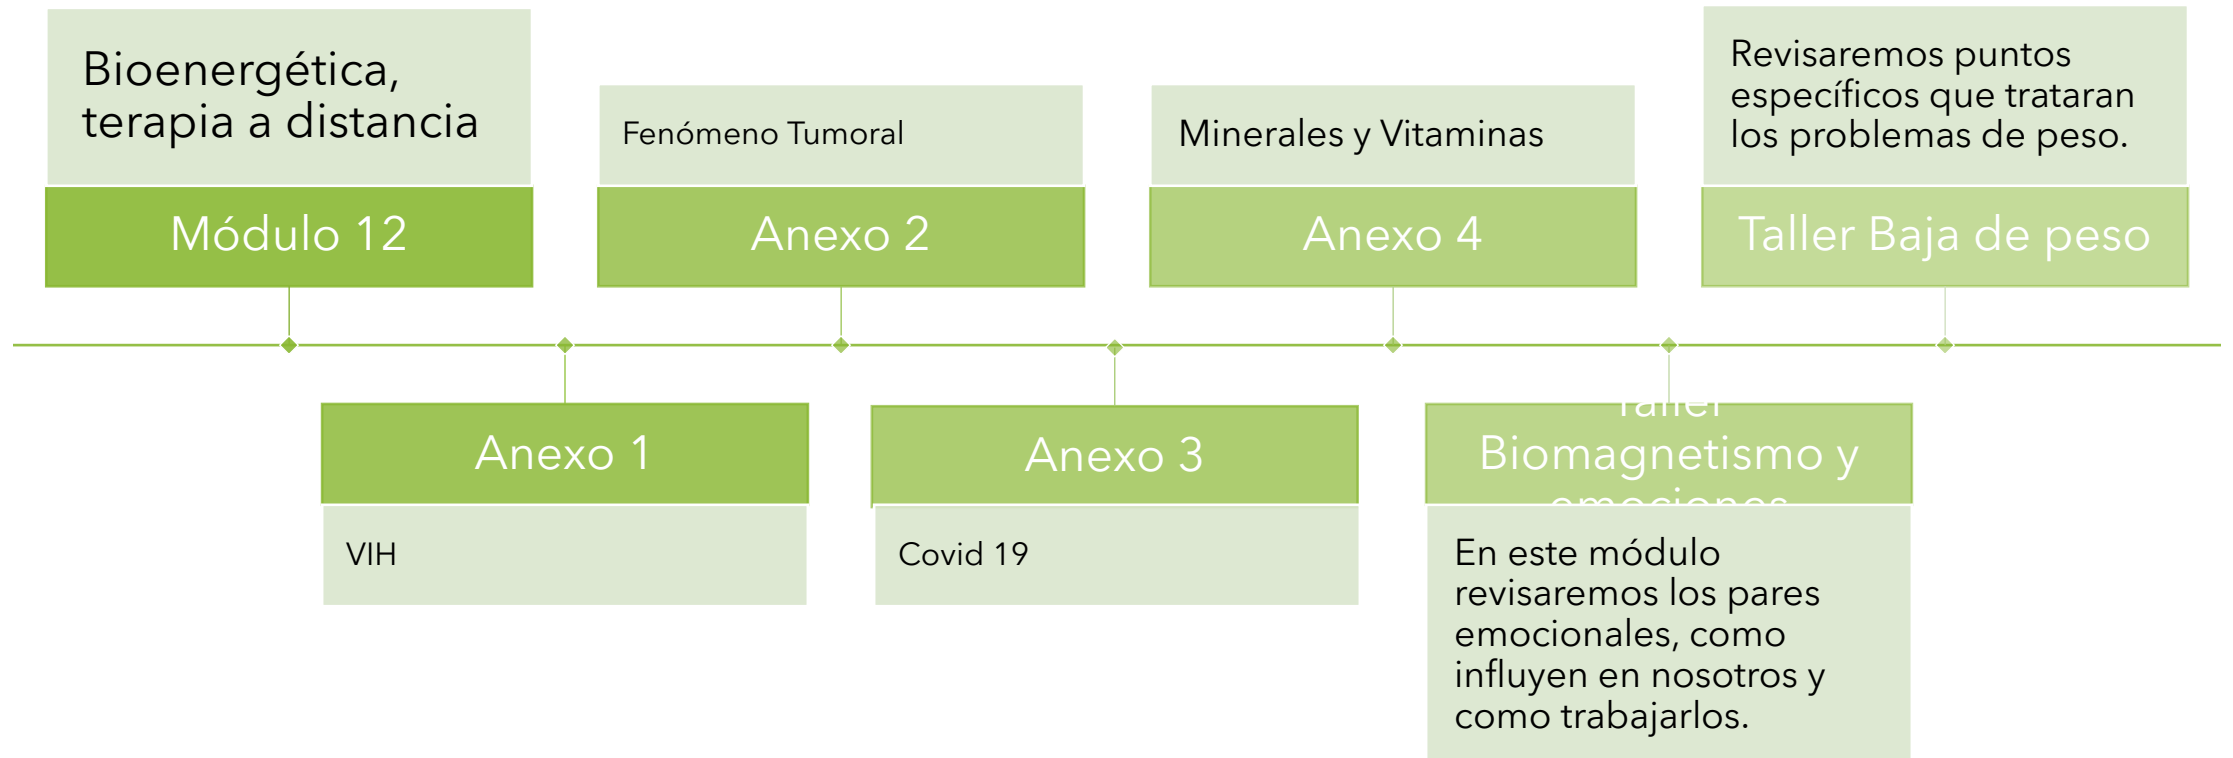 Bioenergética,
terapia a distancia
Módulo 12
Anexo 1
VIH
Fenómeno Tumoral
Anexo 2
Anexo 3
Covid 19
Minerales y Vitaminas
Anexo 4
Taller
Biomagnetismo y
emociones
En este módulo
revisaremos los pares
emocionales, como
influyen en nosotros y
como trabajarlos.
Revisaremos puntos
específicos que trataran
los problemas de peso.
Taller Baja de peso